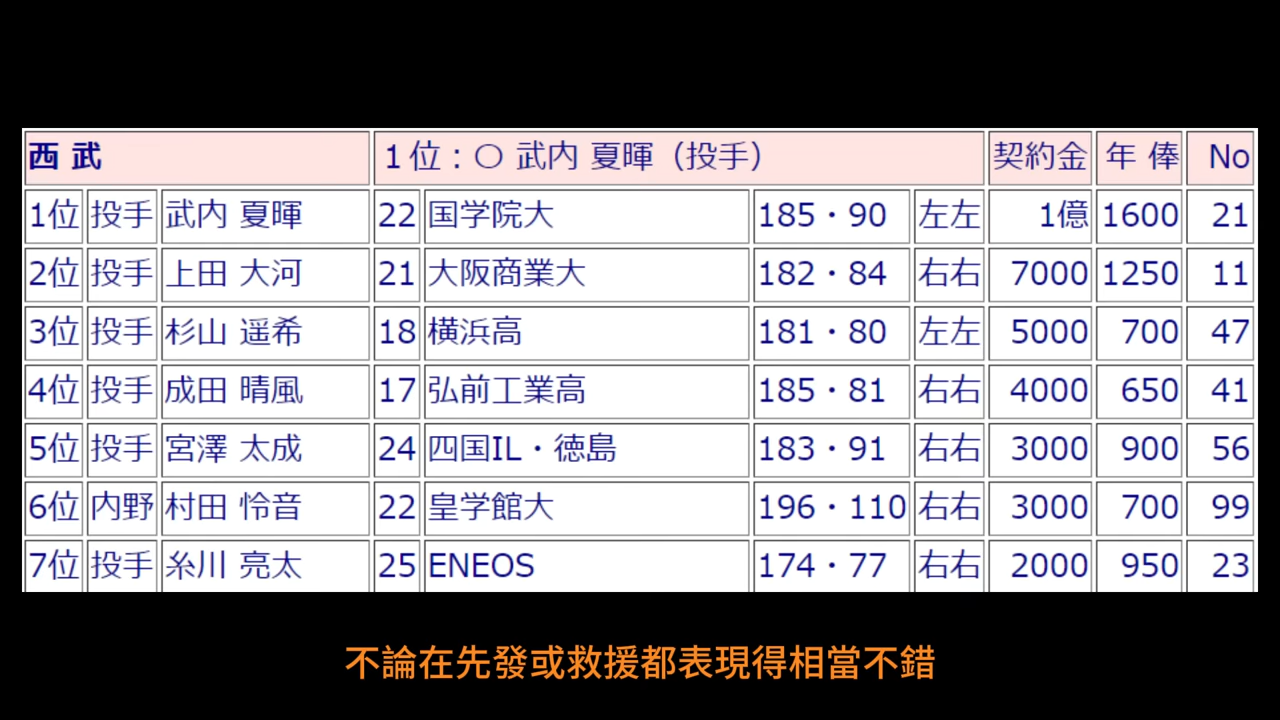 西 武 1位：○ 武内 夏暉（投手） 契約金 年 俸 No
1位 投手 武内 夏暉 22 国学院大 185・90 左左 1億 1600 21
2位 投手 上田 大河 21 大阪商業大 182・84 右右 7000 1250 11
3位 投手 杉山 遥希 18 横浜高 181・80 左左 5000 700 47
4位 投手 成田 晴風 17 弘前工業高 185・81 右右 4000 650 41
5位 投手 宮澤 太成 24 四国IL・徳島 183・91 右右 3000 900 56
6位 内野 村田 怜音 22 皇学館大 196・110 右右 3000 700 99
7位 投手 糸川 亮太 25 ENEOS 174・77 右右 2000 950 23
不論在先發或救援都表現得相當不錯